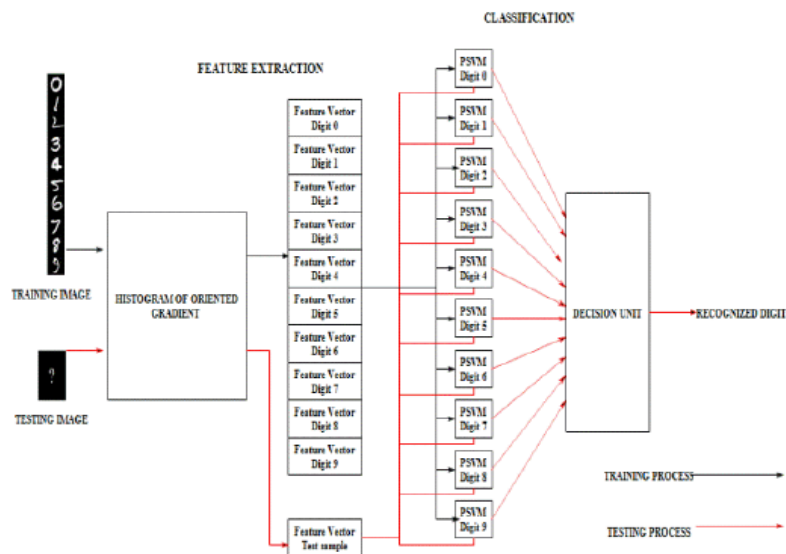 CLASSIFICATION
FEATURE EXTRACTION
0
1
2
3
4
5
6
7
8
9
TRAINING IMAGE
?
TESTING IMAGE
HISTOGRAM OF ORIENTED
GRADIENT
Feature Vector
Digit 0
Feature Vector
Digit 1
Feature Vector
Digit 2
Feature Vector
Digit 3
Feature Vector
Digit 4
Feature Vector
Digit 5
Feature Vector
Digit 6
Feature Vector
Digit 7
Feature Vector
Digit 8
Feature Vector
Digit 9
Feature Vector
Test sample
PSVM
Digit 0
PSVM
Digit 1
PSVM
Digit 2
PSVM
Digit 3
PSVM
Digit 4
PSVM
Digit 5
PSVM
Digit 6
PSVM
Digit 7
PSVM
Digit 8
PSVM
Digit 9
DECISION UNIT
RECOGNIZED DIGIT
TRAINING PROCESS
TESTING PROCESS